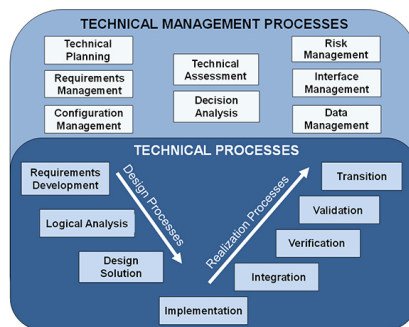 TECHNICAL MANAGEMENT PROCESSES
Technical
Planning
Requirements
Management
Configuration
Management
Technical
Assessment
Decision
Analysis
Risk
Management
Interface
Management
Data
Management
TECHNICAL PROCESSES
Requirements
Development
Logical Analysis
Design
Solution
Design Processes
Implementation
Realization Processes
Transition
Validation
Verification
Integration